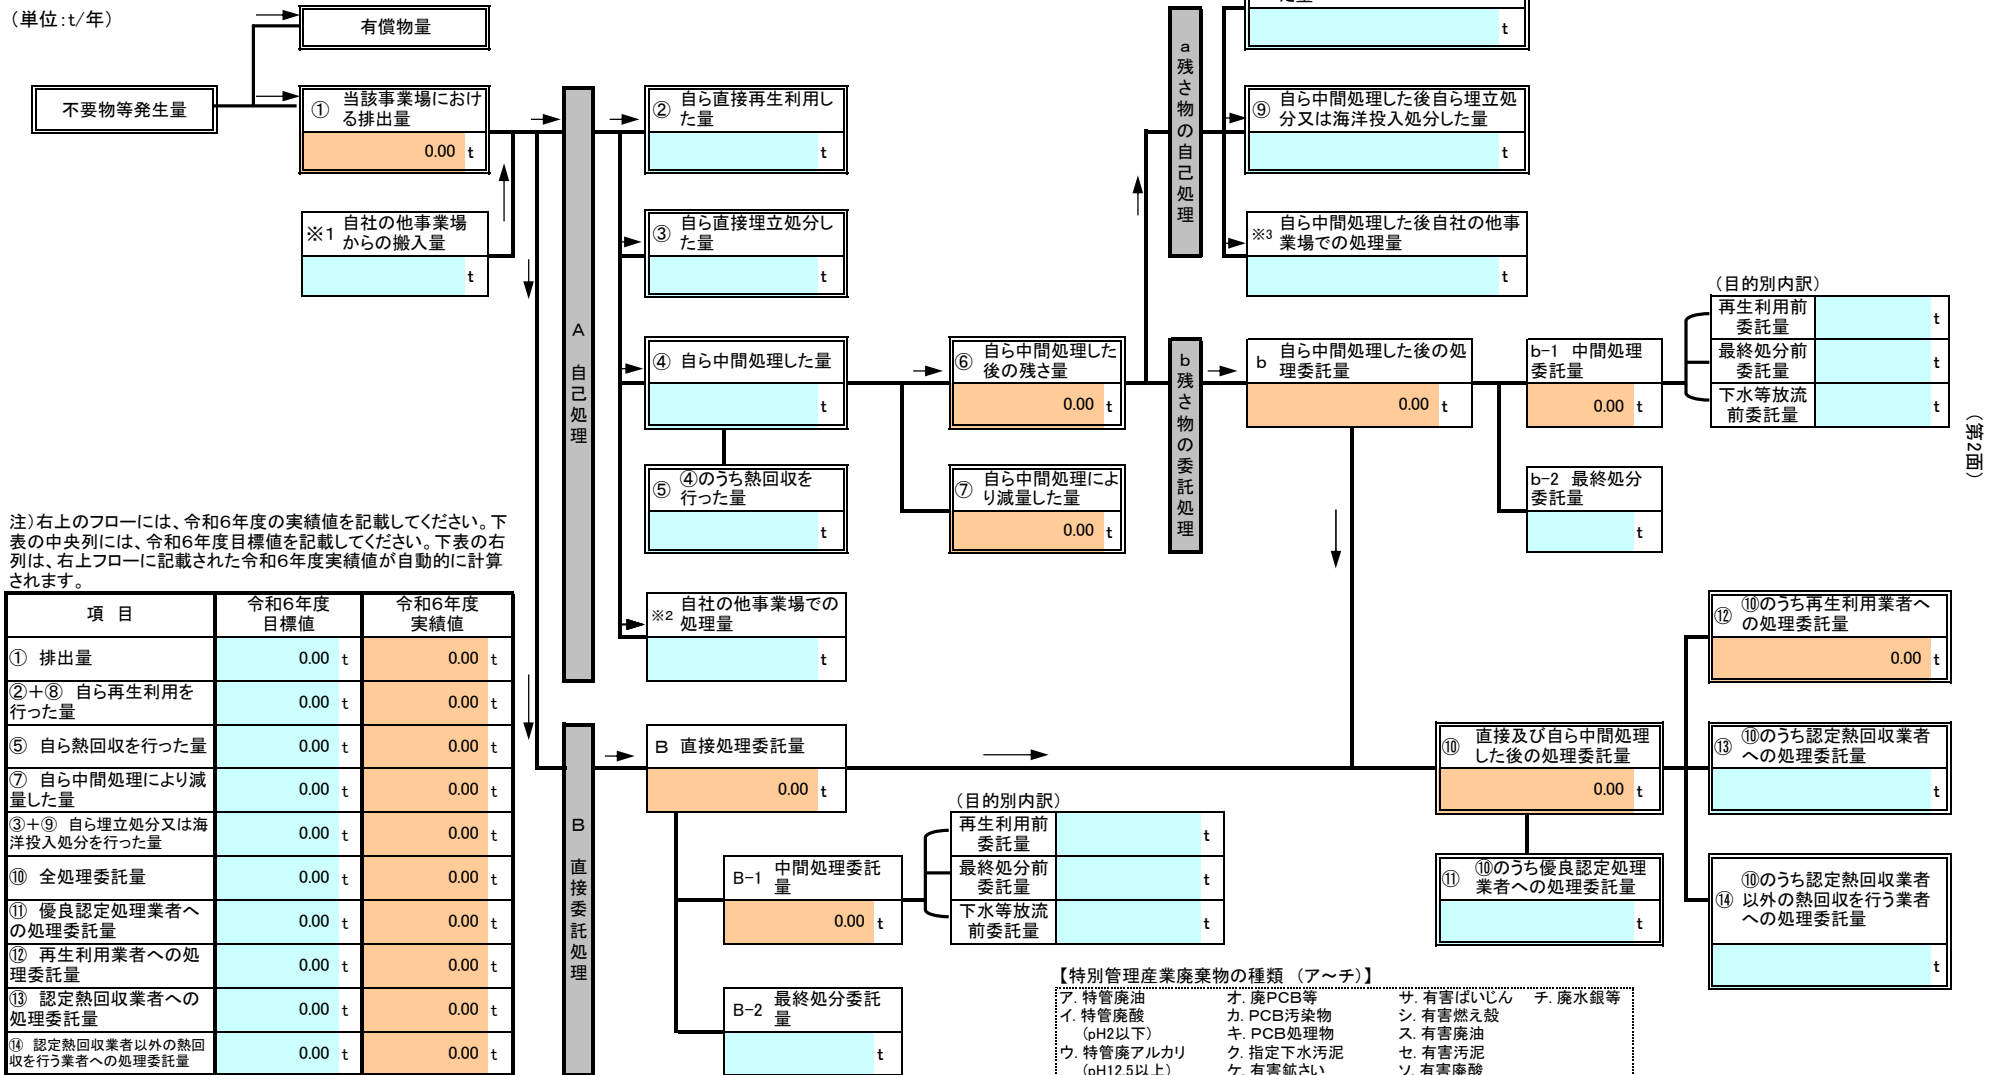 (単位:t/年)
有償物量
不要物等発生量
① 当該事業場におけ
る排出量
0.00 t
※1 自社の他事業場
からの搬入量
t
A 自己処理
② 自ら直接再生利用し
た量
t
③ 自ら直接埋立処分し
た量
t
④ 自ら中間処理した量
t
⑤ ④のうち熱回収を
行った量
t
※2 自社の他事業場での
処理量
t
⑥ 自ら中間処理した
後の残さ量
0.00 t
⑦ 自ら中間処理によ
り減量した量
0.00 t
a 残さ物の自己処理
t
⑨ 自ら中間処理した後自ら埋立処
分又は海洋投入処分した量
t
※3 自ら中間処理した後自社の他事
業場での処理量
t
b 残さ物の委託処理
b 自ら中間処理した後の処
理委託量
0.00 t
b-1 中間処理
委託量
0.00 t
b-2 最終処分
委託量
t
(目的別内訳)
再生利用前
委託量
t
最終処分前
委託量
t
下水等放流
前委託量
t
(第2面)
注)右上のフローには、令和6年度の実績値を記載してください。下
表の中央列には、令和6年度目標値を記載してください。下表の右
列は、右上フローに記載された令和6年度実績値が自動的に計算
されます。
項 目 令和6年度 目標値 令和6年度 実績値
① 排出量 0.00 t 0.00 t
②+⑧ 自ら再生利用を
行った量 0.00 t 0.00 t
⑤ 自ら熱回収を行った量 0.00 t 0.00 t
⑦ 自ら中間処理により減
量した量 0.00 t 0.00 t
③+⑨ 自ら埋立処分又は海
洋投入処分を行った量 0.00 t 0.00 t
⑩ 全処理委託量 0.00 t 0.00 t
⑪ 優良認定処理業者へ
の処理委託量 0.00 t 0.00 t
⑫ 再生利用業者への処
理委託量 0.00 t 0.00 t
⑬ 認定熱回収業者への
処理委託量 0.00 t 0.00 t
⑭ 認定熱回収業者以外の熱回
収を行う業者への処理委託量 0.00 t 0.00 t
B 直接委託処理
B 直接処理委託量
0.00 t
B-1 中間処理委託
量
0.00 t
B-2 最終処分委託
量
t
(目的別内訳)
再生利用前
委託量
t
最終処分前
委託量
t
下水等放流
前委託量
t
⑩ 直接及び自ら中間処理
した後の処理委託量
0.00 t
⑪ ⑩のうち優良認定処理
業者への処理委託量
t
⑫ ⑩のうち再生利用業者へ
の処理委託量
0.00 t
⑬ ⑩のうち認定熱回収業者
への処理委託量
t
⑭ ⑩のうち認定熱回収業者
以外の熱回収を行う業者
への処理委託量
t
【特別管理産業廃棄物の種類 (ア~チ)】
ア. 特管廃油 オ. 廃PCB等 サ. 有害ばいじん チ. 廃水銀等
イ. 特管廃酸 カ. PCB汚染物 シ. 有害燃え殻
(pH2以下) キ. PCB処理物 ス. 有害廃油
ウ. 特管廃アルカリ ク. 指定下水汚泥 セ. 有害汚泥
(pH12.5以上) ケ. 有害鉱さい ソ. 有害廃酸